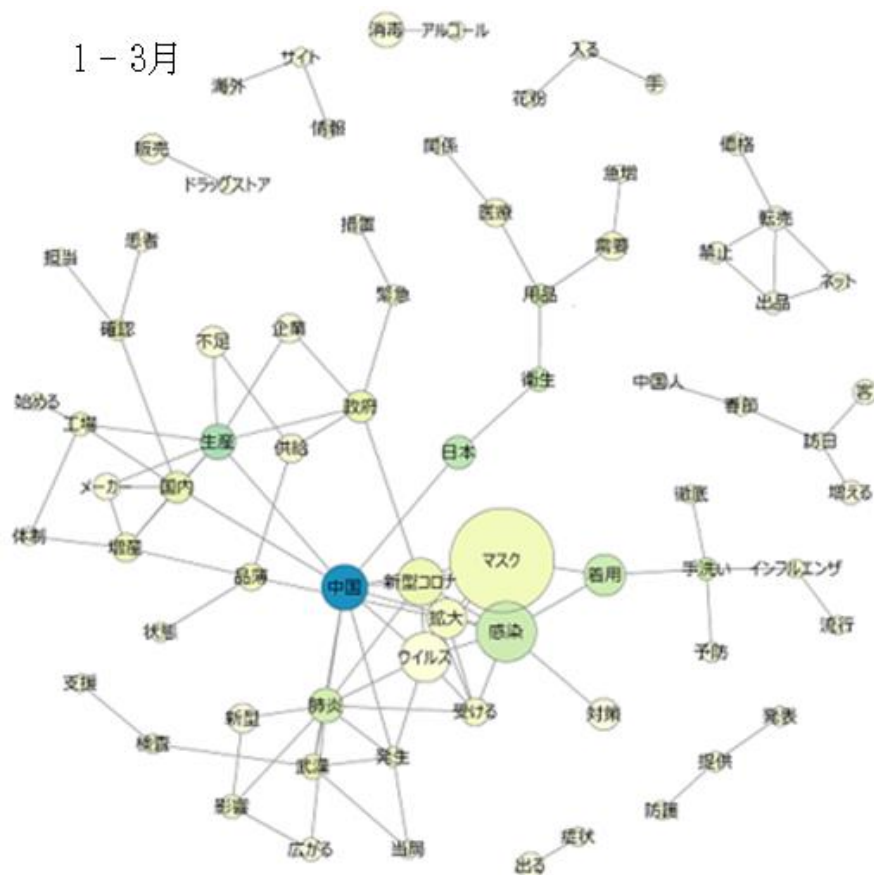 1－3月
消毒
アルコール
サイト
海外
情報
入る
花粉
手
販売
ドラッグストア
関係
医療
急増
需要
用品
衛生
日本
価格
転売
禁止
ネット
出品
措置
緊急
患者
担当
確認
不足
企業
政府
始める
工場
生産
供給
メーカー
国内
体制
増産
品薄
状態
中国人
春節
客
訪日
増える
マスク
新型コロナ
中国
拡大
感染
ウイルス
着用
徹底
手洗い
インフルエンザ
流行
予防
受ける
対策
肺炎
新型
支援
検査
武漢
発生
影響
広がる
当局
発表
提供
防護
症状
出る